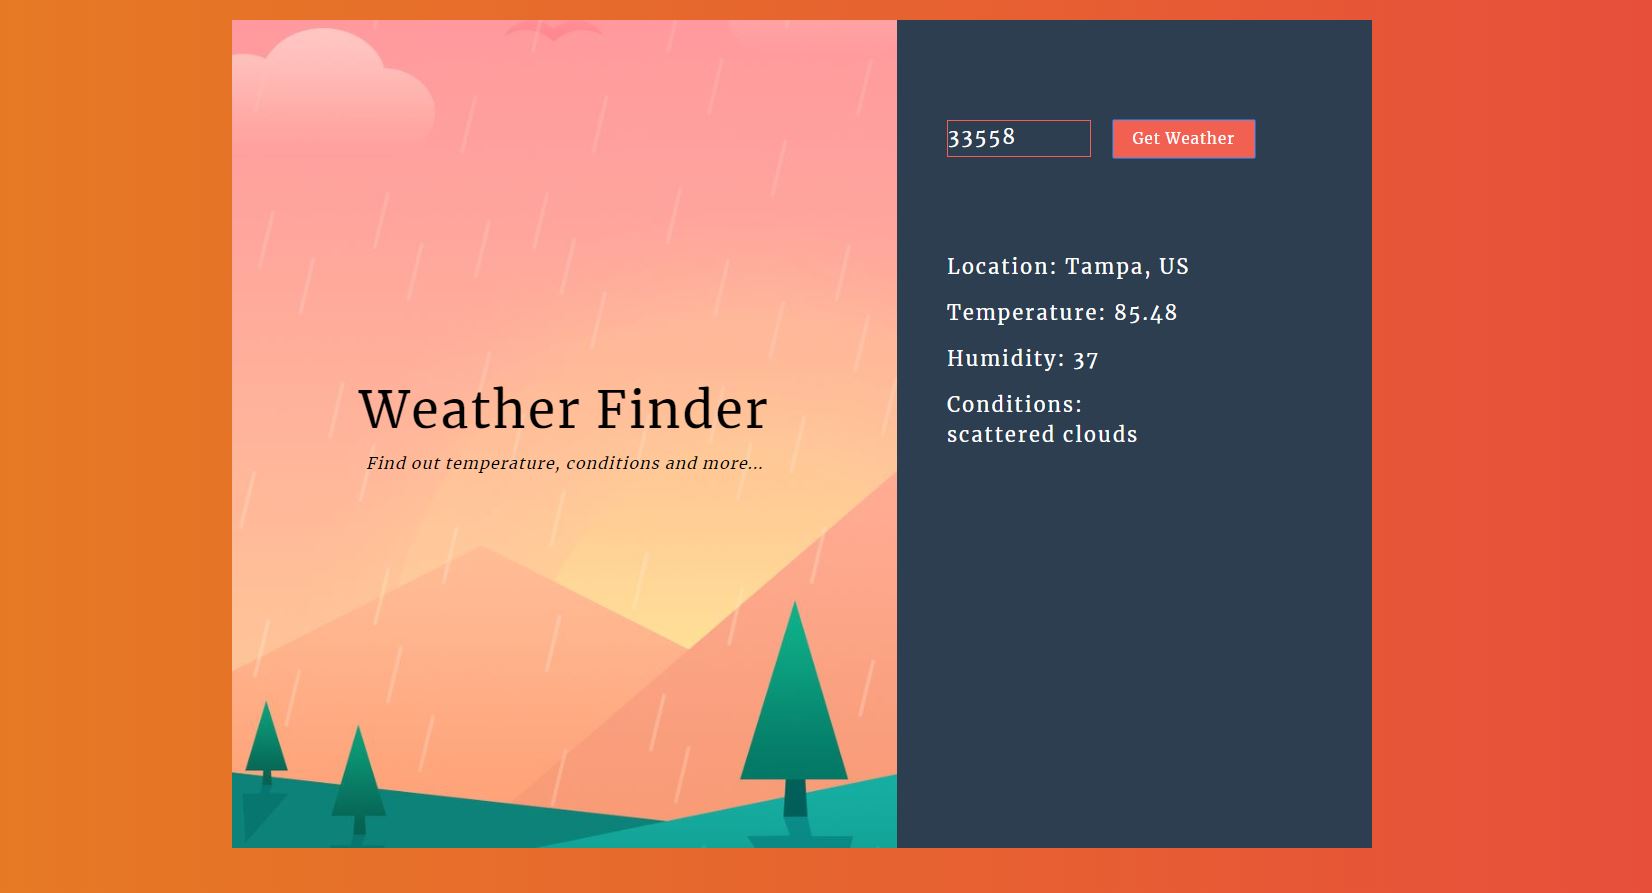 Weather Finder
Find out temperature, conditions and more...
33558
Get Weather
Location: Tampa, US
Temperature: 85.48
Humidity: 37
Conditions:
scattered clouds